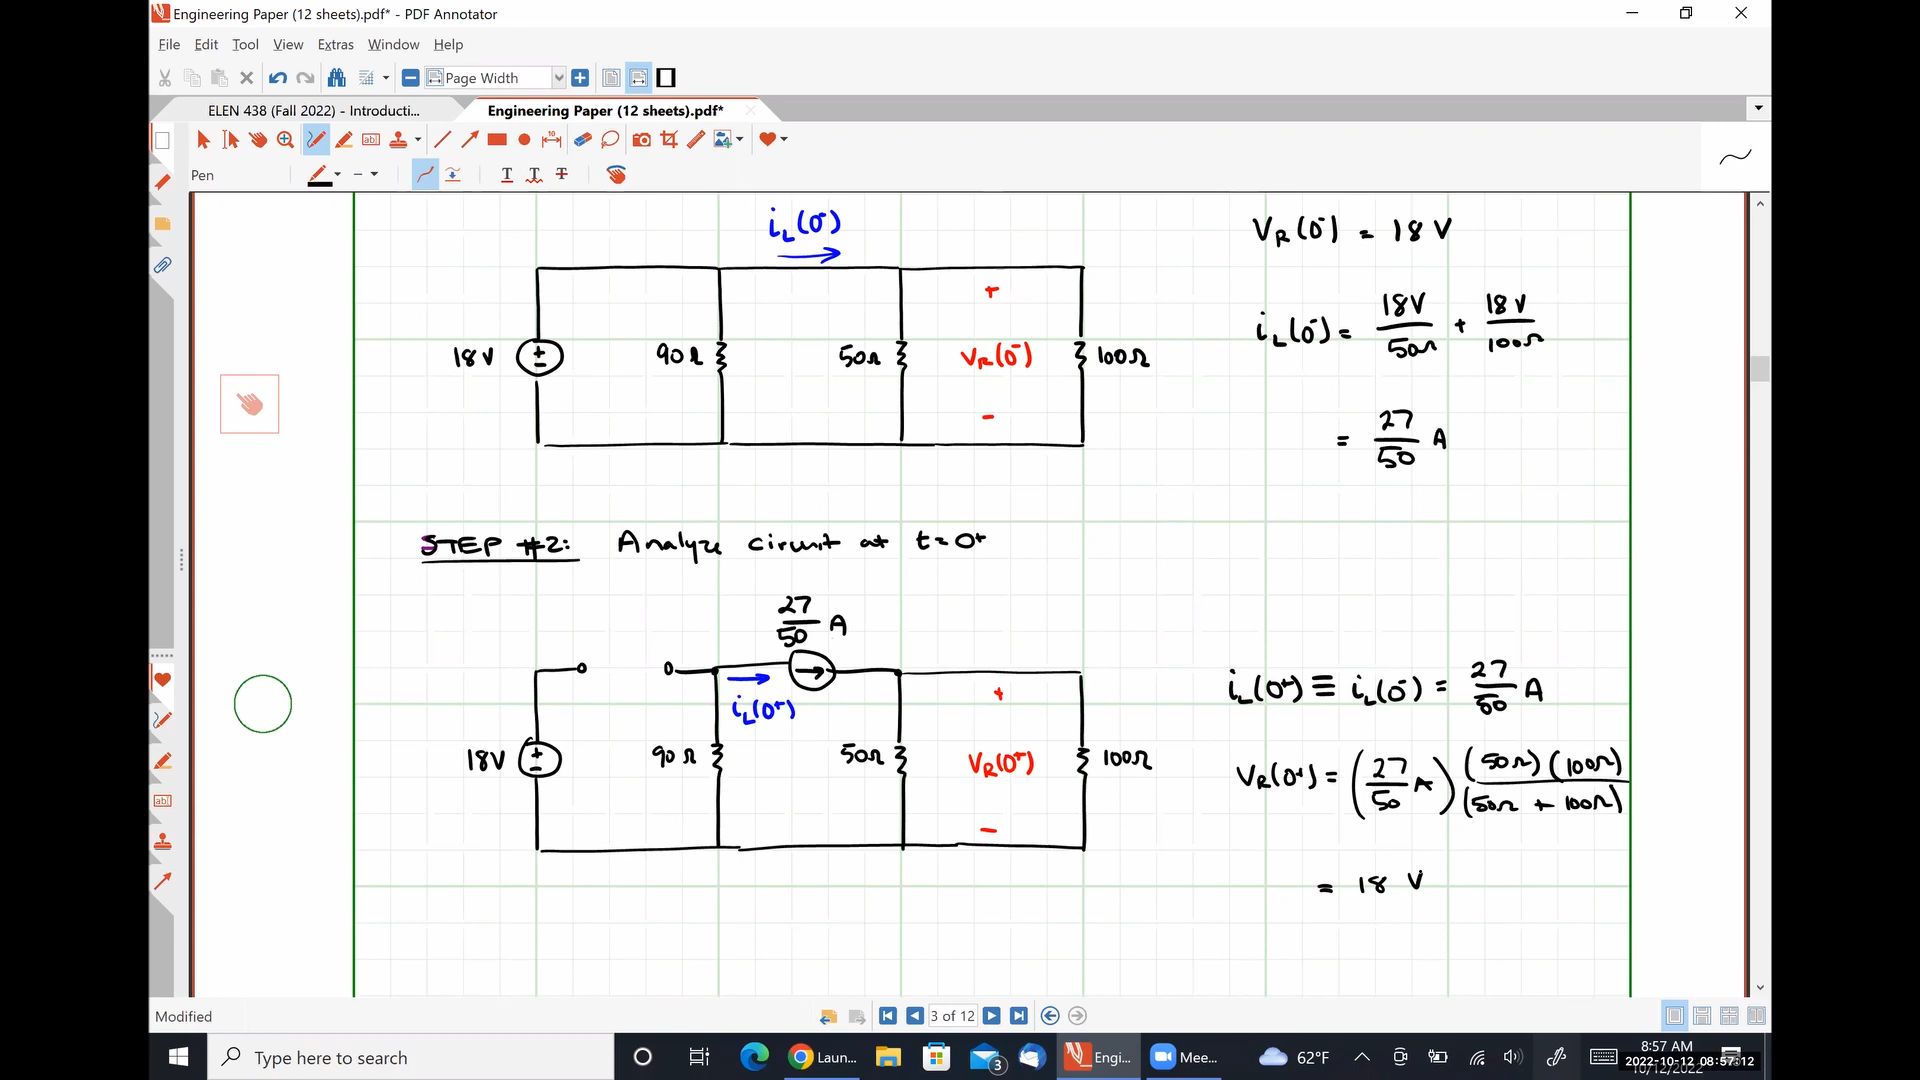 Engineering Paper (12 sheets).pdf* - PDF Annotator
File Edit Tool View Extras Window Help
Page Width
ELEN 438 (Fall 2022) - Introducti...
Engineering Paper (12 sheets).pdf*
Pen
iL(0⁻)
VR(0⁻) = 18 V
18V 90Ω 50Ω + VR(0⁻) - 100Ω
iL(0⁻) = 18V/50Ω + 18V/100Ω
= 27/50 A
STEP #2: Analyze circuit at t=0⁺
27/50 A
iL(0⁺)
18V 90Ω 50Ω + VR(0⁺) - 100Ω
iL(0⁺) ≡ iL(0⁻) = 27/50 A
VR(0⁺) = (27/50 A) (50Ω)(100Ω)/(50Ω + 100Ω)
= 18 V
Modified
3 of 12
Type here to search
Laun...
3
Engi...
Mee...
62°F
8:57 AM
2022-10-12 08:57:12
10/12/2022